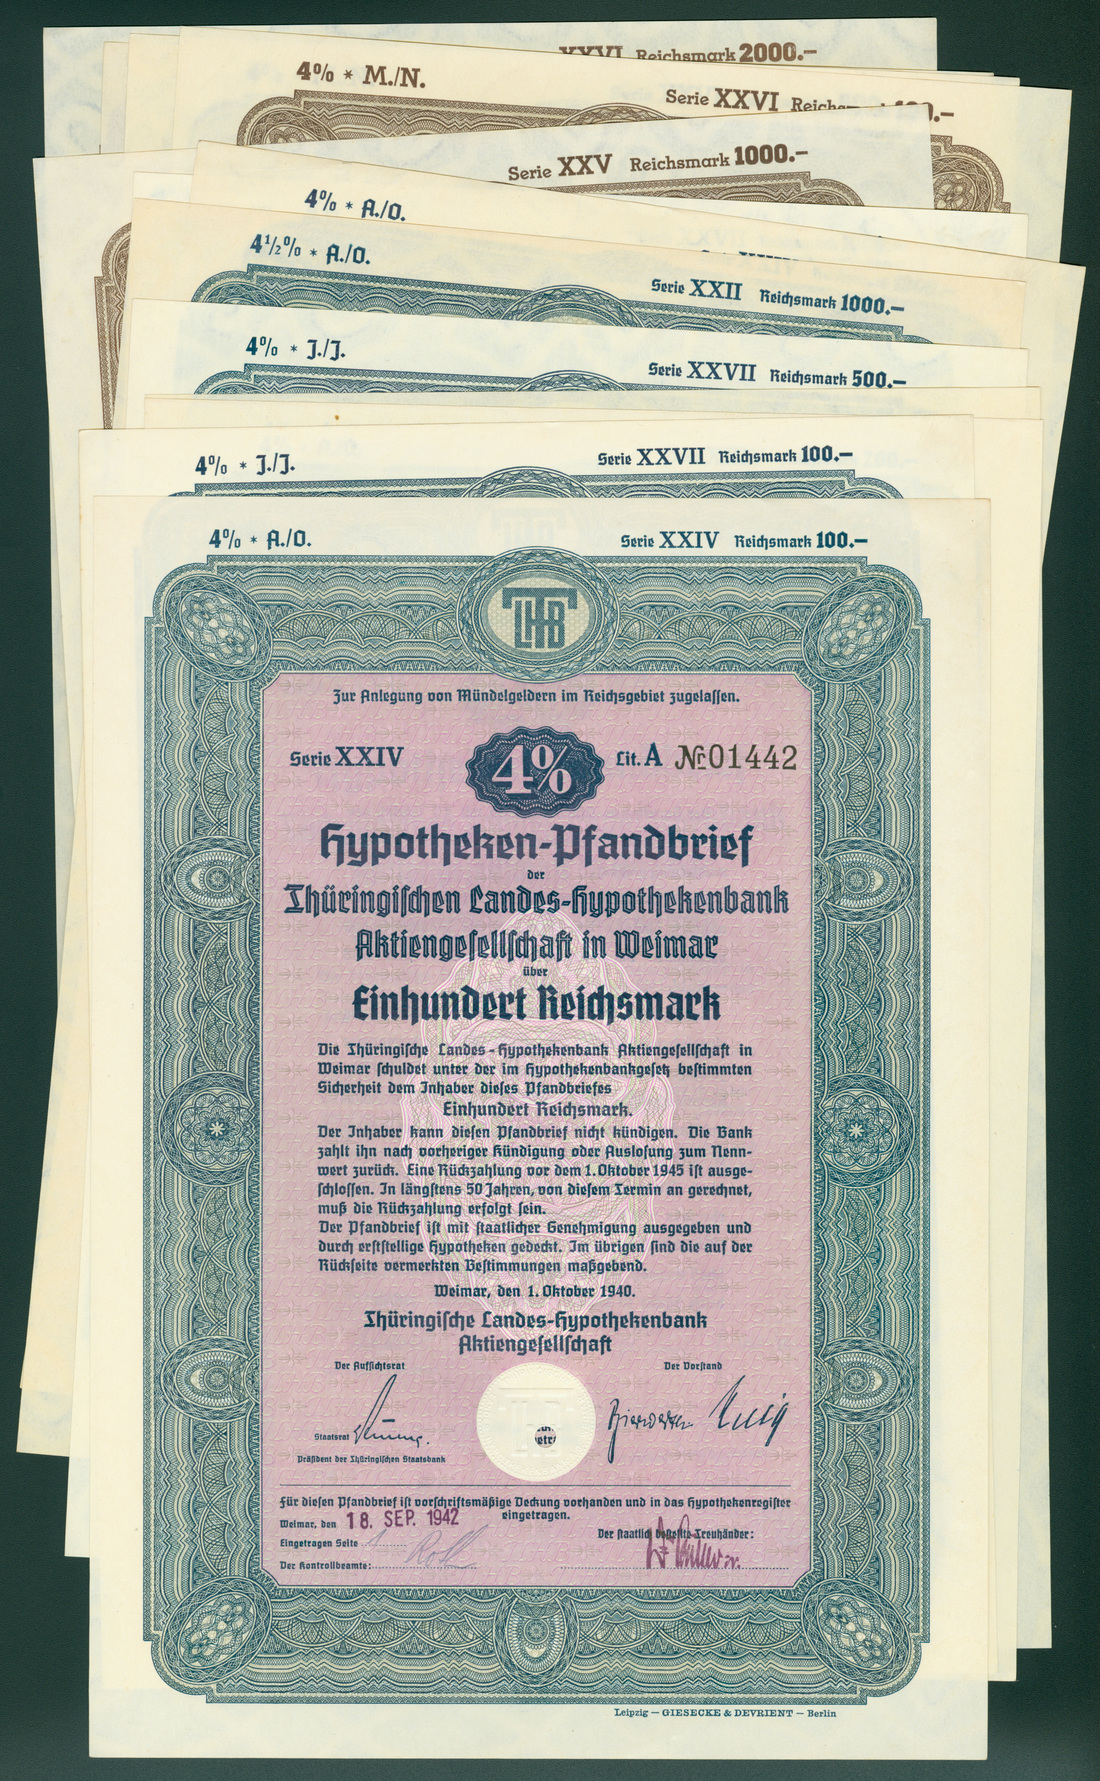 XXVI Reichsmark 2000.–
4% * M./N.
Serie XXVI
Serie XXV Reichsmark 1000.–
4% * A./O.
4½% * A./O.
Serie XXII Reichsmark 1000.–
4% * J./J.
Serie XXVII Reichsmark 500.–
4% * J./J. Serie XXVII Reichsmark 100.–
4% * A./O. Serie XXIV Reichsmark 100.–
LHTB
Zur Anlegung von Mündelgeldern im Reichsgebiet zugelassen.
Serie XXIV 4% Lit. A Nr. 01442
Hypotheken-Pfandbrief
der
Thüringischen Landes-Hypothekenbank
Aktiengesellschaft in Weimar
über
Einhundert Reichsmark
Die Thüringische Landes-Hypothekenbank Aktiengesellschaft in
Weimar schuldet unter der im Hypothekenbankgesetz bestimmten
Sicherheit dem Inhaber dieses Pfandbriefes
Einhundert Reichsmark.
Der Inhaber kann diesen Pfandbrief nicht kündigen. Die Bank
zahlt ihn nach vorheriger Kündigung oder Auslosung zum Nenn-
wert zurück. Eine Rückzahlung vor dem 1. Oktober 1945 ist ausge-
schlossen. In längstens 50 Jahren, von diesem Termin an gerechnet,
muß die Rückzahlung erfolgt sein.
Der Pfandbrief ist mit staatlicher Genehmigung ausgegeben und
durch erststellige Hypotheken gedeckt. Im übrigen sind die auf der
Rückseite vermerkten Bestimmungen maßgebend.
Weimar, den 1. Oktober 1940.
Thüringische Landes-Hypothekenbank
Aktiengesellschaft
Der Aufsichtsrat Der Vorstand
Staatsrat
Präsident der Thüringischen Staatsbank
Für diesen Pfandbrief ist vorschriftsmäßige Deckung vorhanden und in das Hypothekenregister
eingetragen.
Weimar, den 18. SEP. 1942
Eingetragen Seite
Der staatlich bestellte Treuhänder:
Der Kontrollbeamte:
Leipzig — GIESECKE & DEVRIENT — Berlin